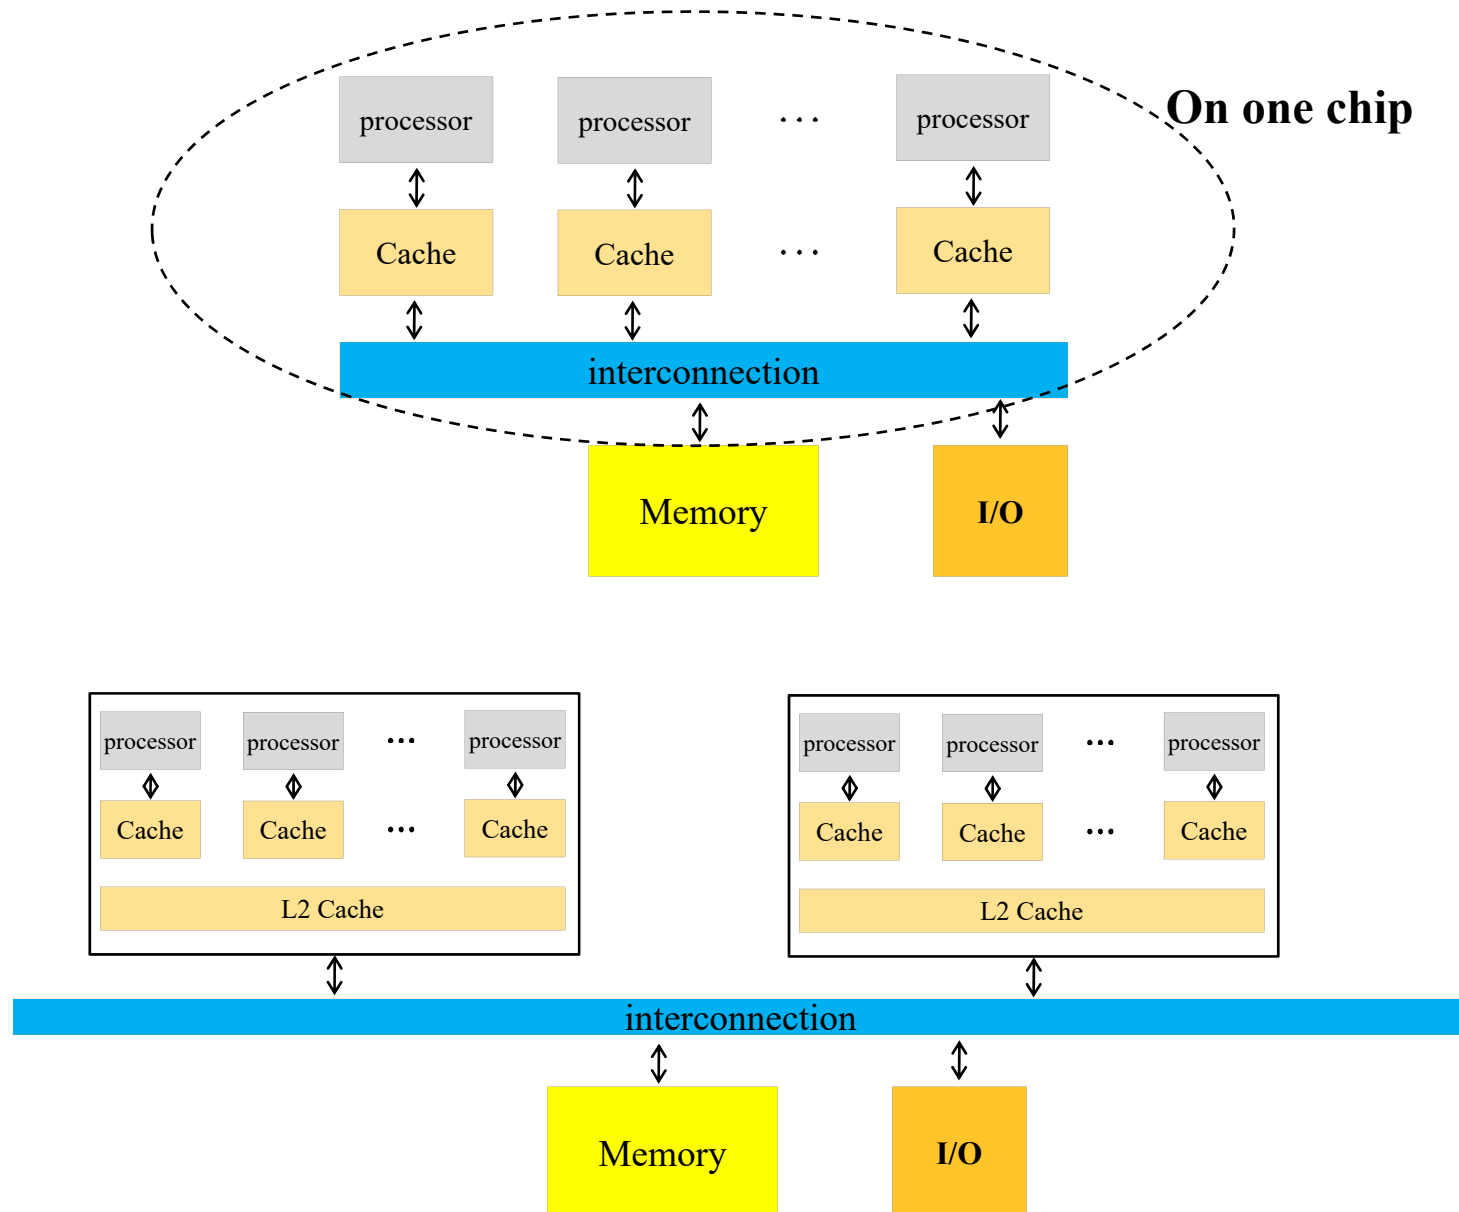 On one chip
processor processor ... processor
Cache Cache ... Cache
interconnection
Memory I/O
processor processor ... processor processor processor ... processor
Cache Cache ... Cache Cache Cache ... Cache
L2 Cache L2 Cache
interconnection
Memory I/O